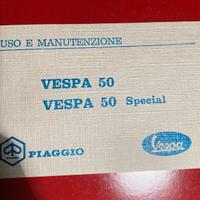 USO E MANUTENZIONE
VESPA 50
VESPA 50 Special
PIAGGIO
Vespa